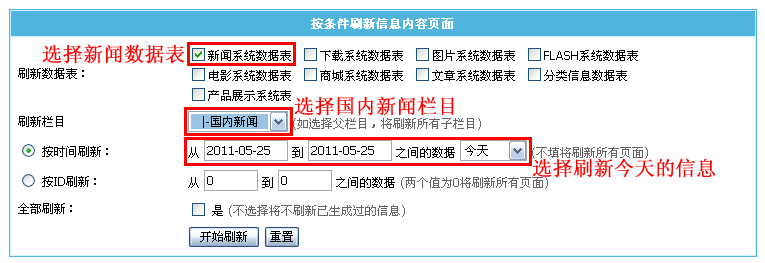 按条件刷新信息内容页面
选择新闻数据表
刷新数据表： 新闻系统数据表 下载系统数据表 图片系统数据表 FLASH系统数据表
电影系统数据表 商城系统数据表 文章系统数据表 分类信息数据表
产品展示系统表
选择国内新闻栏目
刷新栏目 |-国内新闻 (如选择父栏目，将刷新所有子栏目)
按时间刷新： 从 2011-05-25 到 2011-05-25 之间的数据 今天 (不填将刷新所有页面)
选择刷新今天的信息
按ID刷新： 从 0 到 0 之间的数据 (两个值为0将刷新所有页面)
全部刷新： 是 (不选择将不刷新已生成过的信息)
开始刷新 重置